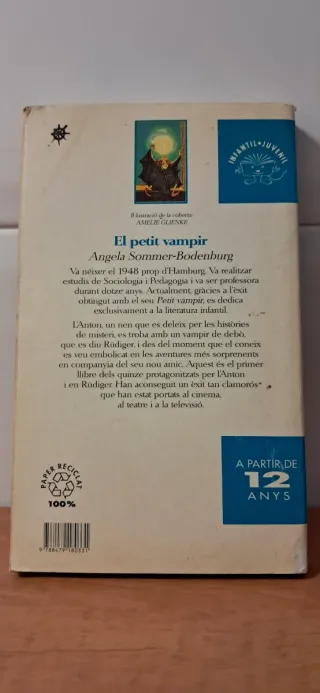 INFANTIL • JUVENIL
Il·lustració de la coberta:
AMELIE GLIENKE
El petit vampir
Angela Sommer-Bodenburg
Va néixer el 1948 prop d'Hamburg. Va realitzar
estudis de Sociologia i Pedagogia i va ser professora
durant dotze anys. Actualment, gràcies a l'èxit
obtingut amb el seu Petit vampir, es dedica
exclusivament a la literatura infantil.
L'Anton, un nen que es deleix per les històries
de misteri, es troba amb un vampir de debò,
que es diu Rüdiger, i des del moment que el coneix
es veu embolicat en les aventures més sorprenents
en companyia del seu nou amic. Aquest és el primer
llibre dels quinze protagonitzats per l'Anton
i en Rüdiger. Han aconseguit un èxit tan clamorós
que han estat portats al cinema,
al teatre i a la televisió.
A PARTIR DE
12
ANYS
PAPER RECICLAT
100%